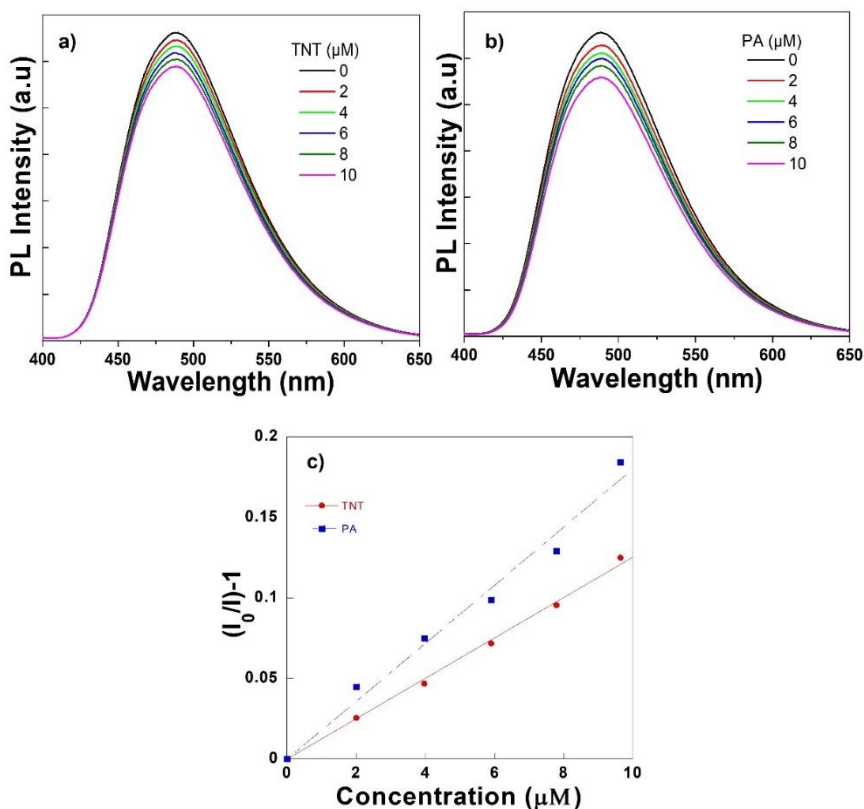 a)
TNT (µM)
0
2
4
6
8
10
PL Intensity (a.u)
400 450 500 550 600 650
Wavelength (nm)
b)
PA (µM)
0
2
4
6
8
10
PL Intensity (a.u)
400 450 500 550 600 650
Wavelength (nm)
c)
TNT
PA
0.2
0.15
0.1
0.05
0
(I0/I)-1
0 2 4 6 8 10
Concentration (µM)